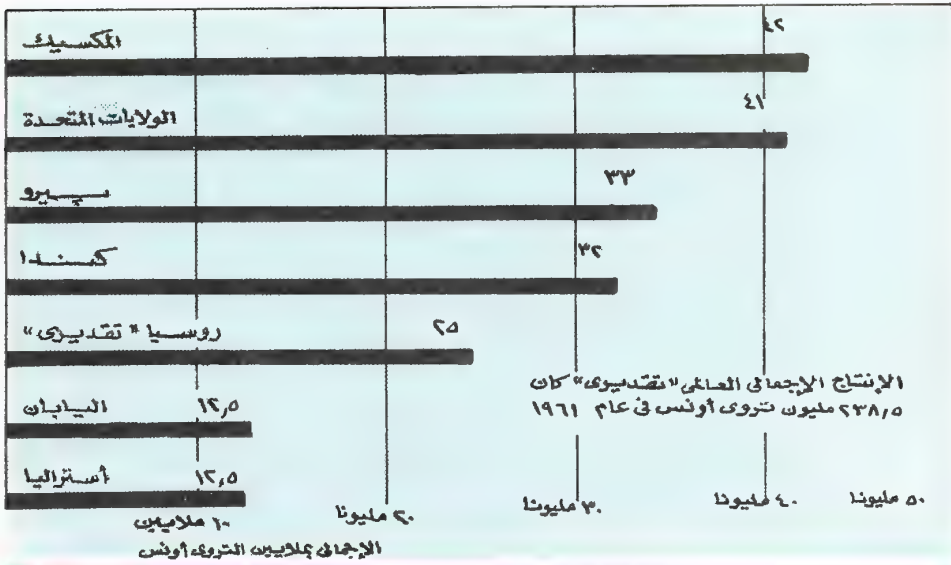 ٤٢
المكسيك
٤١
الولايات المتحدة
٣٣
بيرو
٣٢
كندا
٢٥
روسيا «تقديرى»
١٢,٥
اليابان
١٢,٥
أستراليا
الإنتاج الإجمالى العالمى «تقديرى» كان
٢٣٨,٥ مليون تروى أونس فى عام ١٩٦١
١٠ ملايين
٢٠ مليونا
٣٠ مليونا
٤٠ مليونا
٥٠ مليونا
الإجمالى بملايين التروى أونس